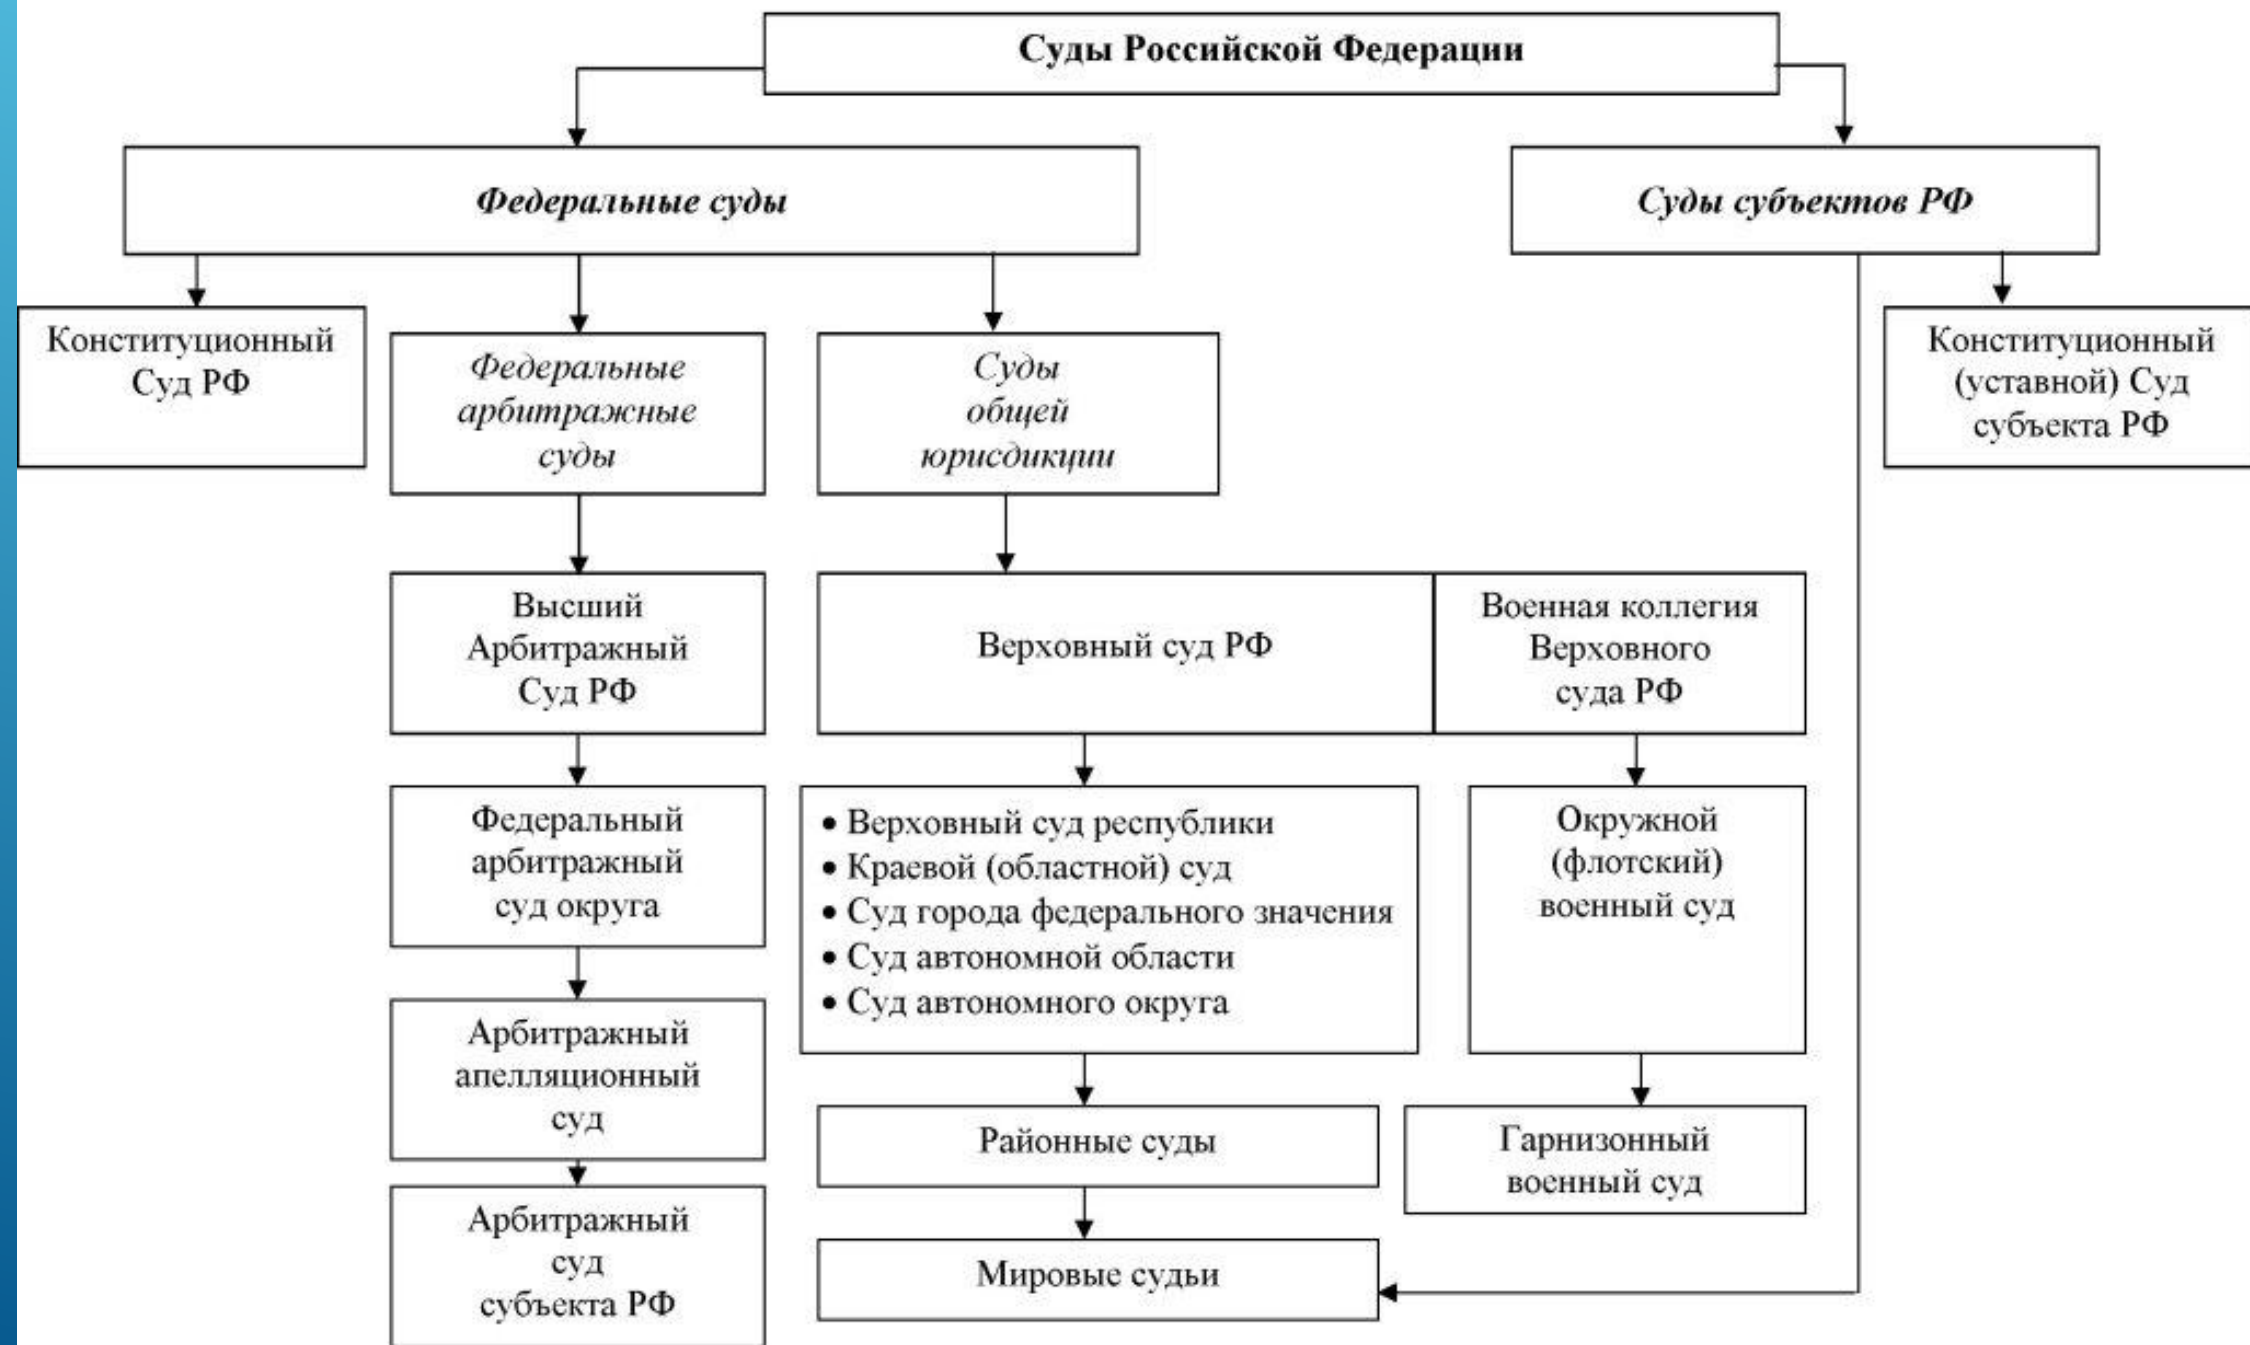 Суды Российской Федерации
Федеральные суды
Суды субъектов РФ
Конституционный
Суд РФ
Федеральные
арбитражные
суды
Суды
общей
юрисдикции
Конституционный
(уставной) Суд
субъекта РФ
Высший
Арбитражный
Суд РФ
Верховный суд РФ
Военная коллегия
Верховного
суда РФ
Федеральный
арбитражный
суд округа
• Верховный суд республики
• Краевой (областной) суд
• Суд города федерального значения
• Суд автономной области
• Суд автономного округа
Окружной
(флотский)
военный суд
Арбитражный
апелляционный
суд
Районные суды
Гарнизонный
военный суд
Арбитражный
суд
субъекта РФ
Мировые судьи